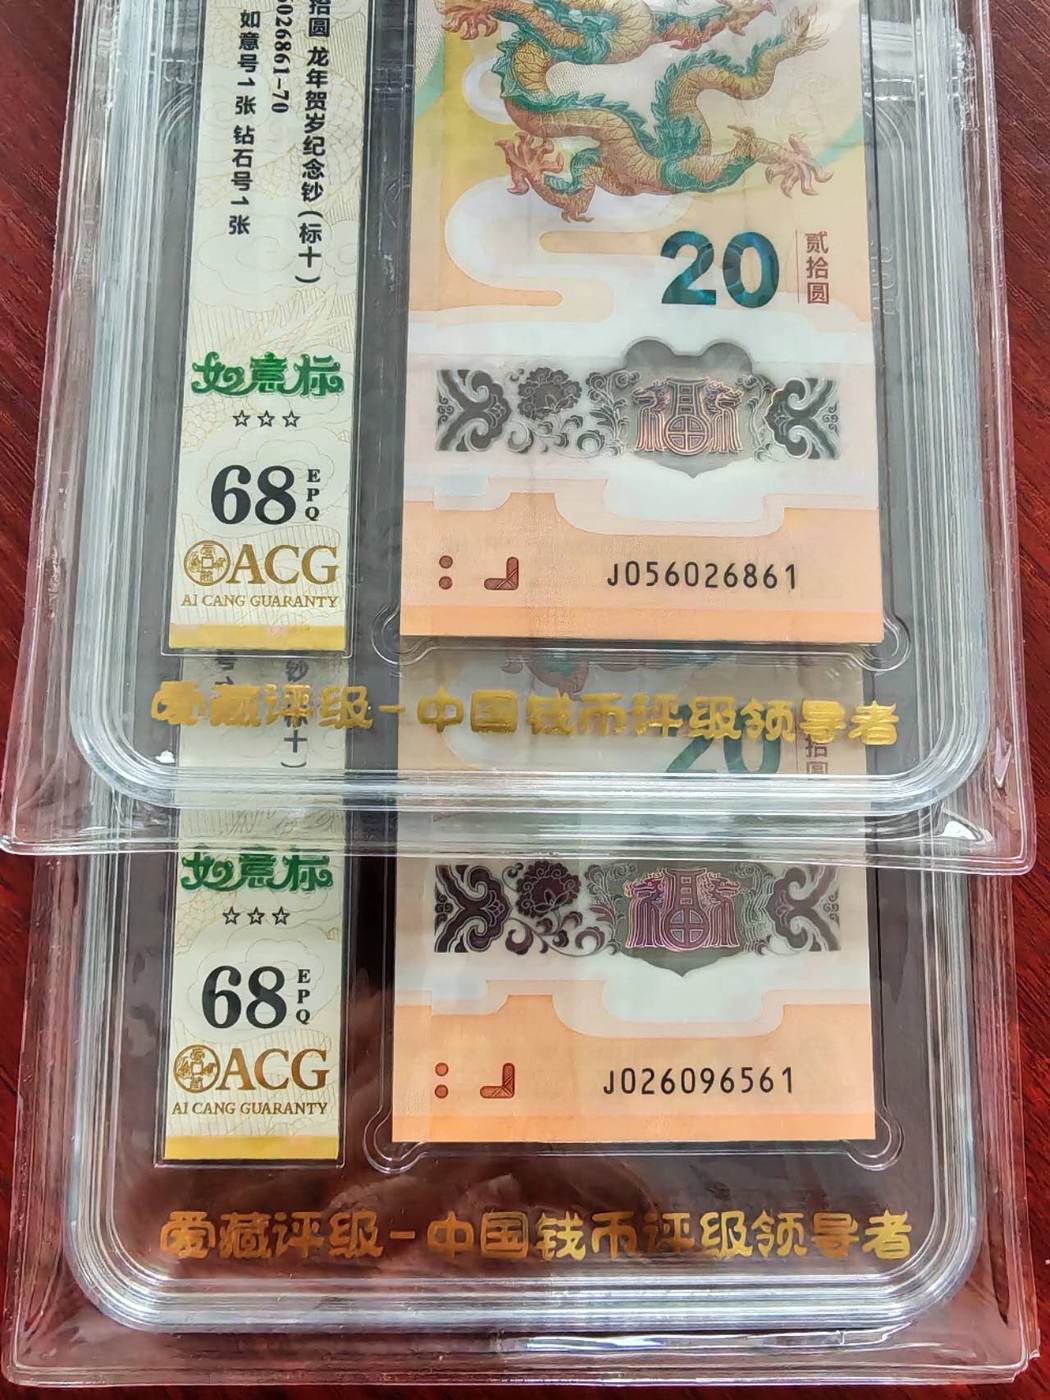 拾圆 龙年贺岁纪念钞(标十)
6026861-70
如意号1张 钻石号1张
如意标
☆☆☆
68
EPQ
ACG
AI CANG GUARANTY
20
贰拾圆
福
J056026861
爱藏评级-中国钱币评级领导者
钞
十)
号1
20
拾圆
如意标
☆☆☆
68
EPQ
ACG
AI CANG GUARANTY
福
J026096561
爱藏评级-中国钱币评级领导者